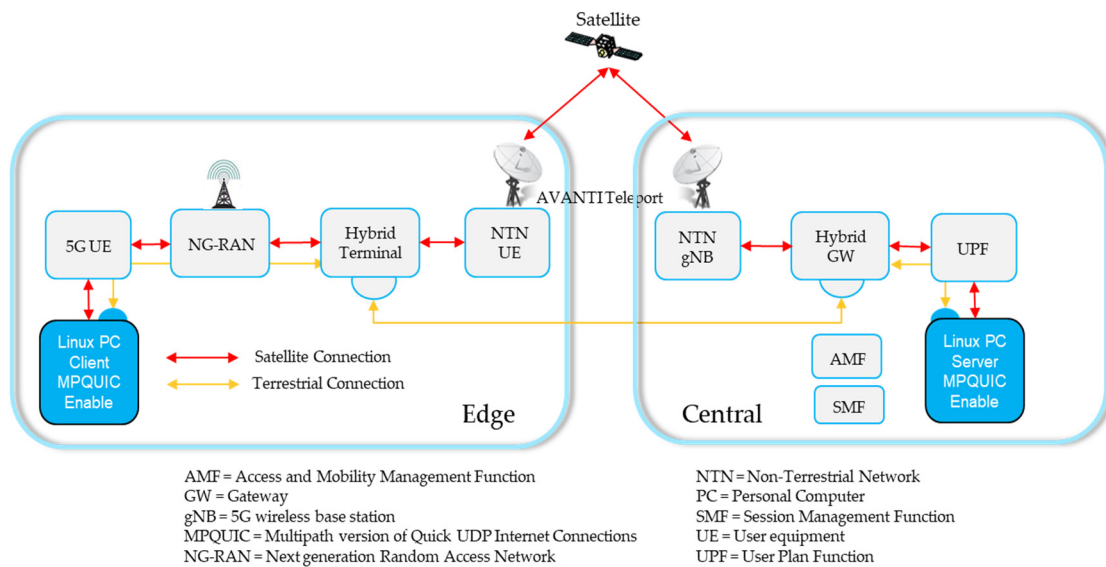 Satellite
AVANTI Teleport
5G UE
NG-RAN
Hybrid
Terminal
NTN
UE
NTN
gNB
Hybrid
GW
UPF
Linux PC
Client
MPQUIC
Enable
Satellite Connection
Terrestrial Connection
Edge
Central
AMF
SMF
Linux PC
Server
MPQUIC
Enable
AMF = Access and Mobility Management Function
GW = Gateway
gNB = 5G wireless base station
MPQUIC = Multipath version of Quick UDP Internet Connections
NG-RAN = Next generation Random Access Network
NTN = Non-Terrestrial Network
PC = Personal Computer
SMF = Session Management Function
UE = User equipment
UPF = User Plan Function